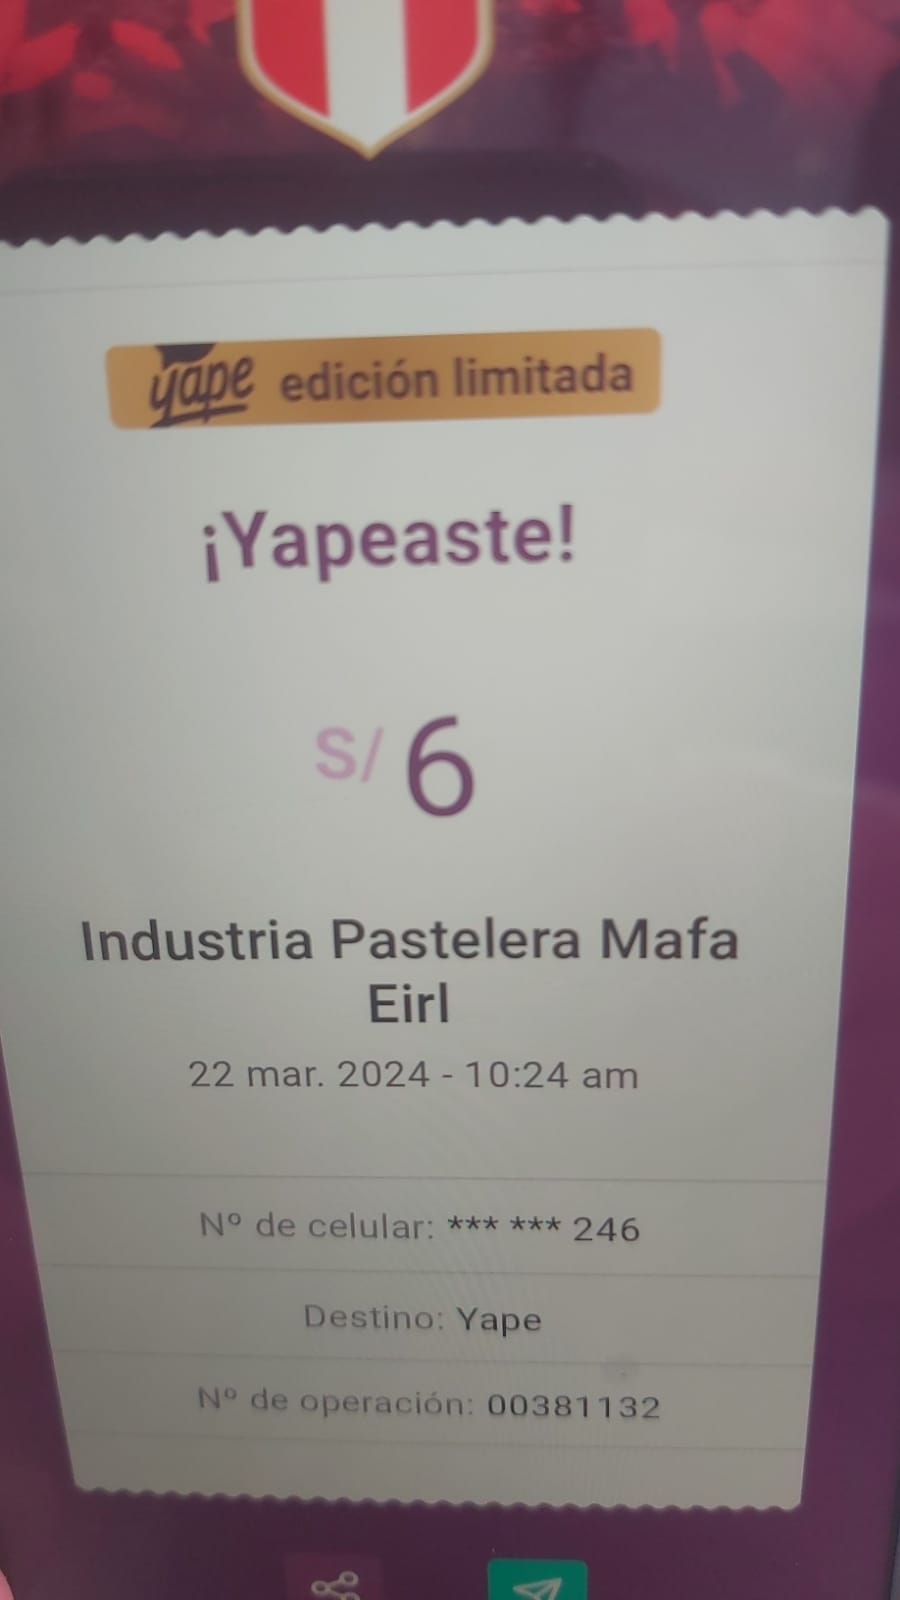 yape edición limitada
¡Yapeaste!
S/ 6
Industria Pastelera Mafa
Eirl
22 mar. 2024 - 10:24 am
Nº de celular: *** *** 246
Destino: Yape
Nº de operación: 00381132